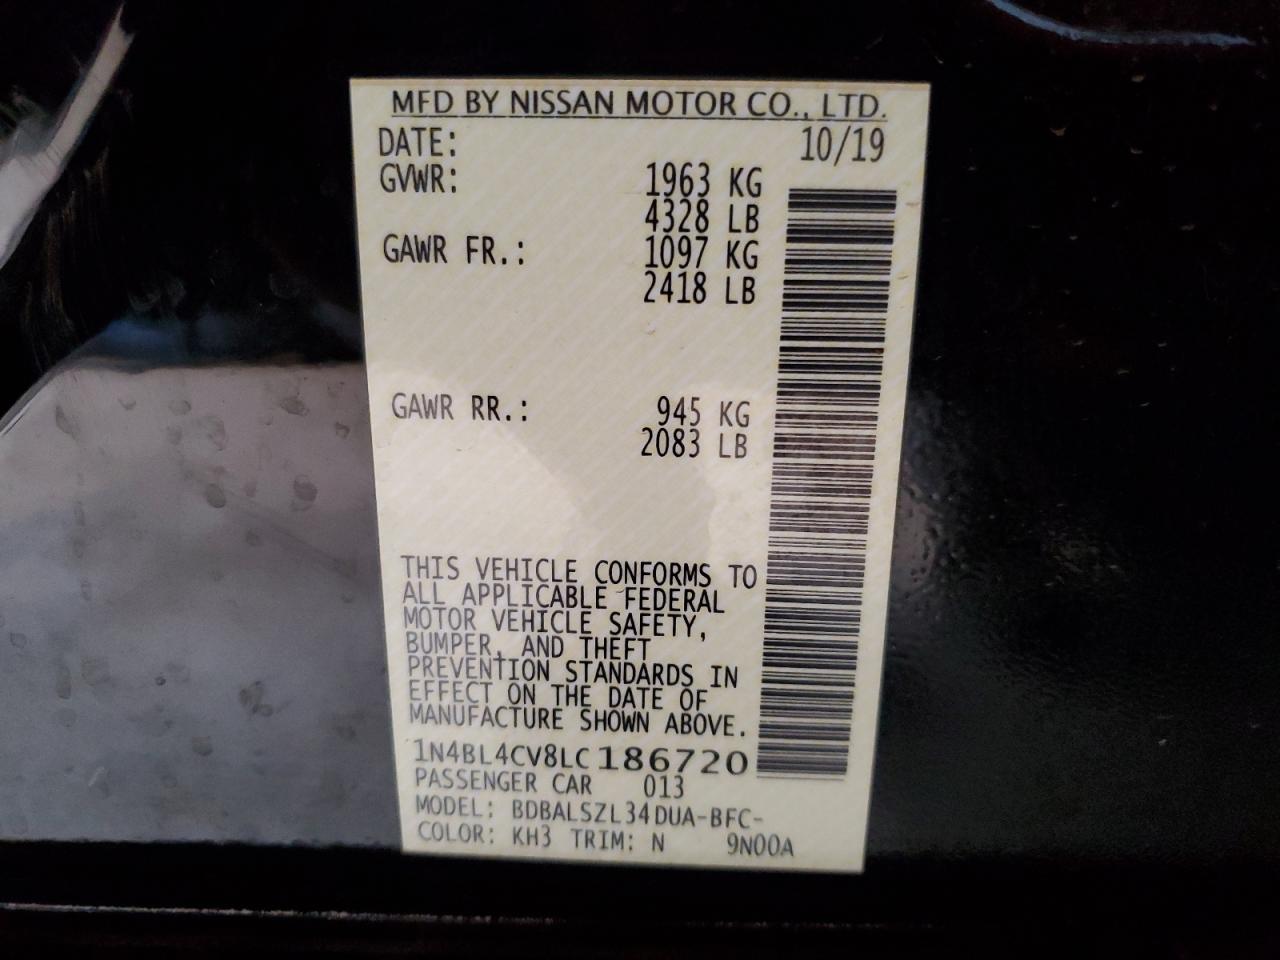 MFD BY NISSAN MOTOR CO., LTD.
DATE: 10/19
GVWR: 1963 KG
4328 LB
GAWR FR.: 1097 KG
2418 LB
GAWR RR.: 945 KG
2083 LB
THIS VEHICLE CONFORMS TO
ALL APPLICABLE FEDERAL
MOTOR VEHICLE SAFETY,
BUMPER, AND THEFT
PREVENTION STANDARDS IN
EFFECT ON THE DATE OF
MANUFACTURE SHOWN ABOVE.
1N4BL4CV8LC186720
PASSENGER CAR 013
MODEL: BDBALSZL34DUA-BFC-
COLOR: KH3 TRIM: N 9N00A